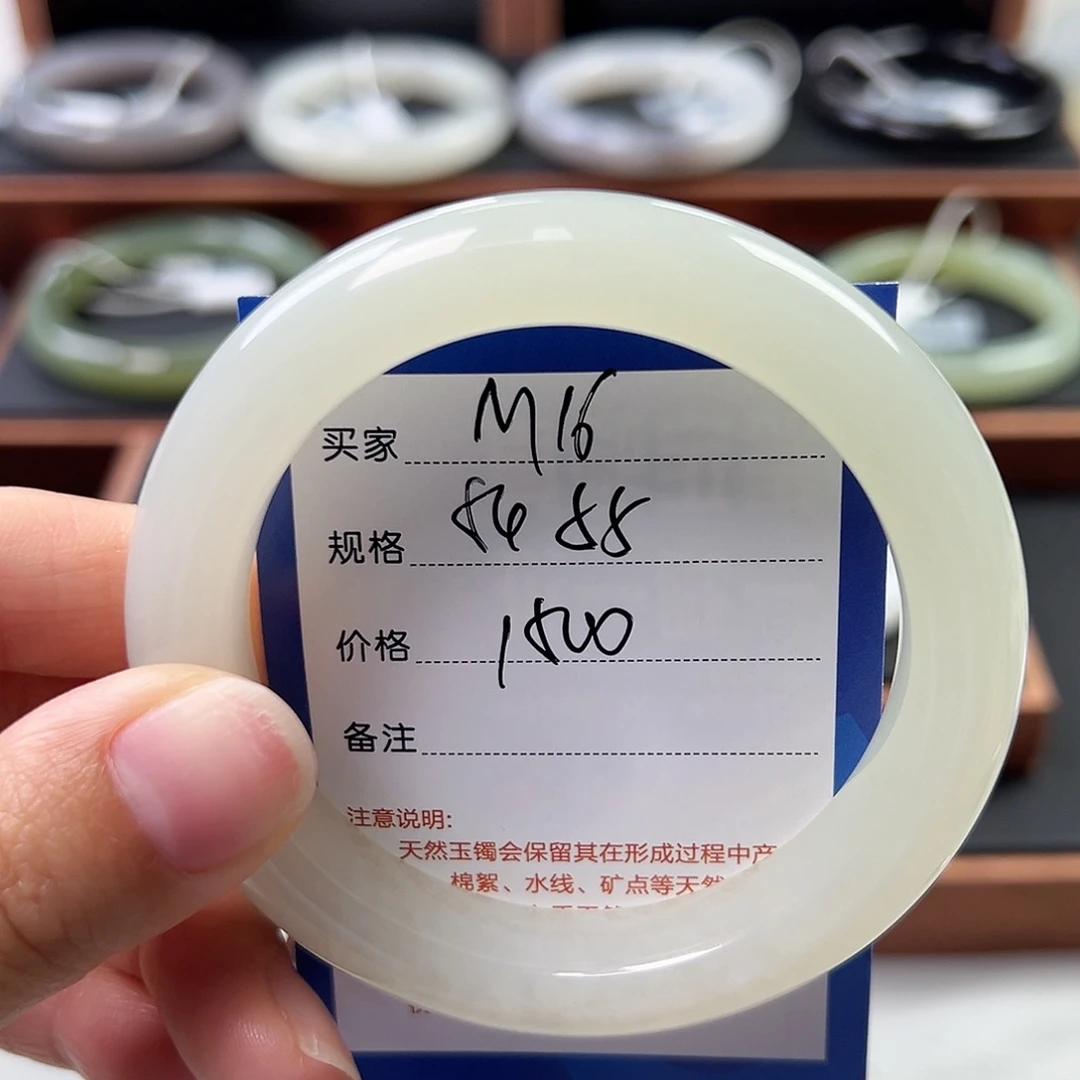 买家 M16
规格 54 88
价格 1500
备注
注意说明:
天然玉镯会保留其在形成过程中产
棉絮、水线、矿点等天然